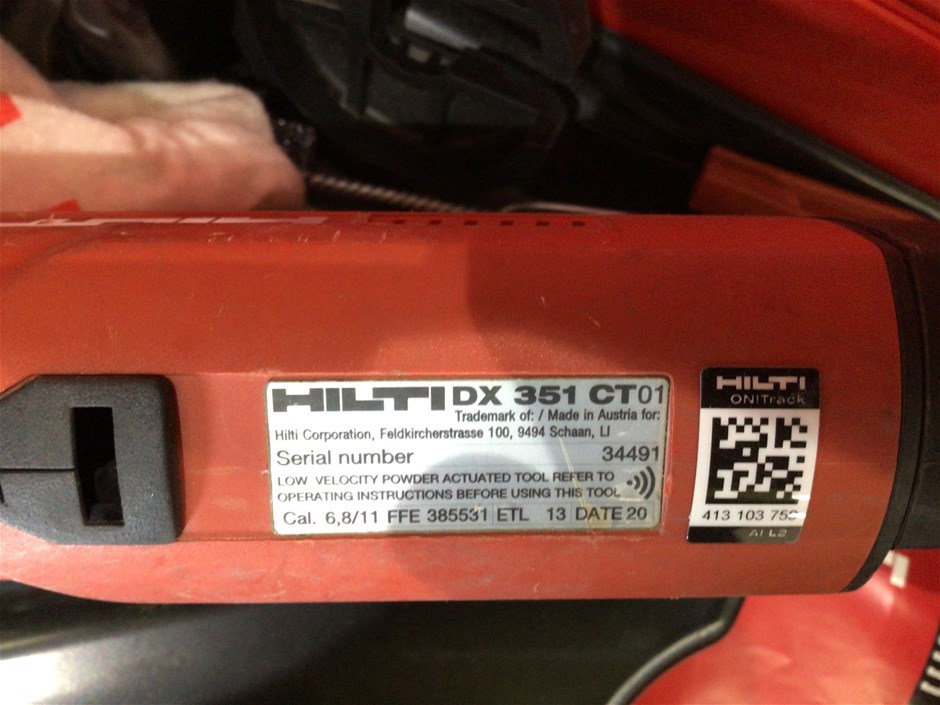 HILTI DX 351 CT01
Trademark of: / Made in Austria for:
Hilti Corporation, Feldkircherstrasse 100, 9494 Schaan, LI
Serial number 34491
LOW VELOCITY POWDER ACTUATED TOOL REFER TO
OPERATING INSTRUCTIONS BEFORE USING THIS TOOL
Cal. 6,8/11 FFE 385531 ETL 13 DATE 20
HILTI
ON!Track
413 103
AI L2